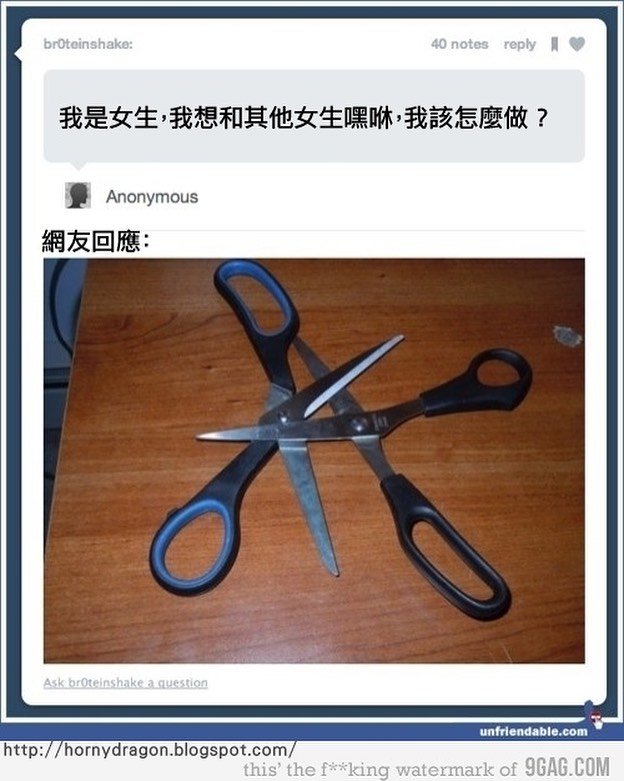 br0teinshake:
40 notes reply
我是女生,我想和其他女生嘿咻,我該怎麼做?
Anonymous
網友回應:
Ask br0teinshake a question
unfriendable.com
http://hornydragon.blogspot.com/
this' the f**king watermark of 9GAG.COM